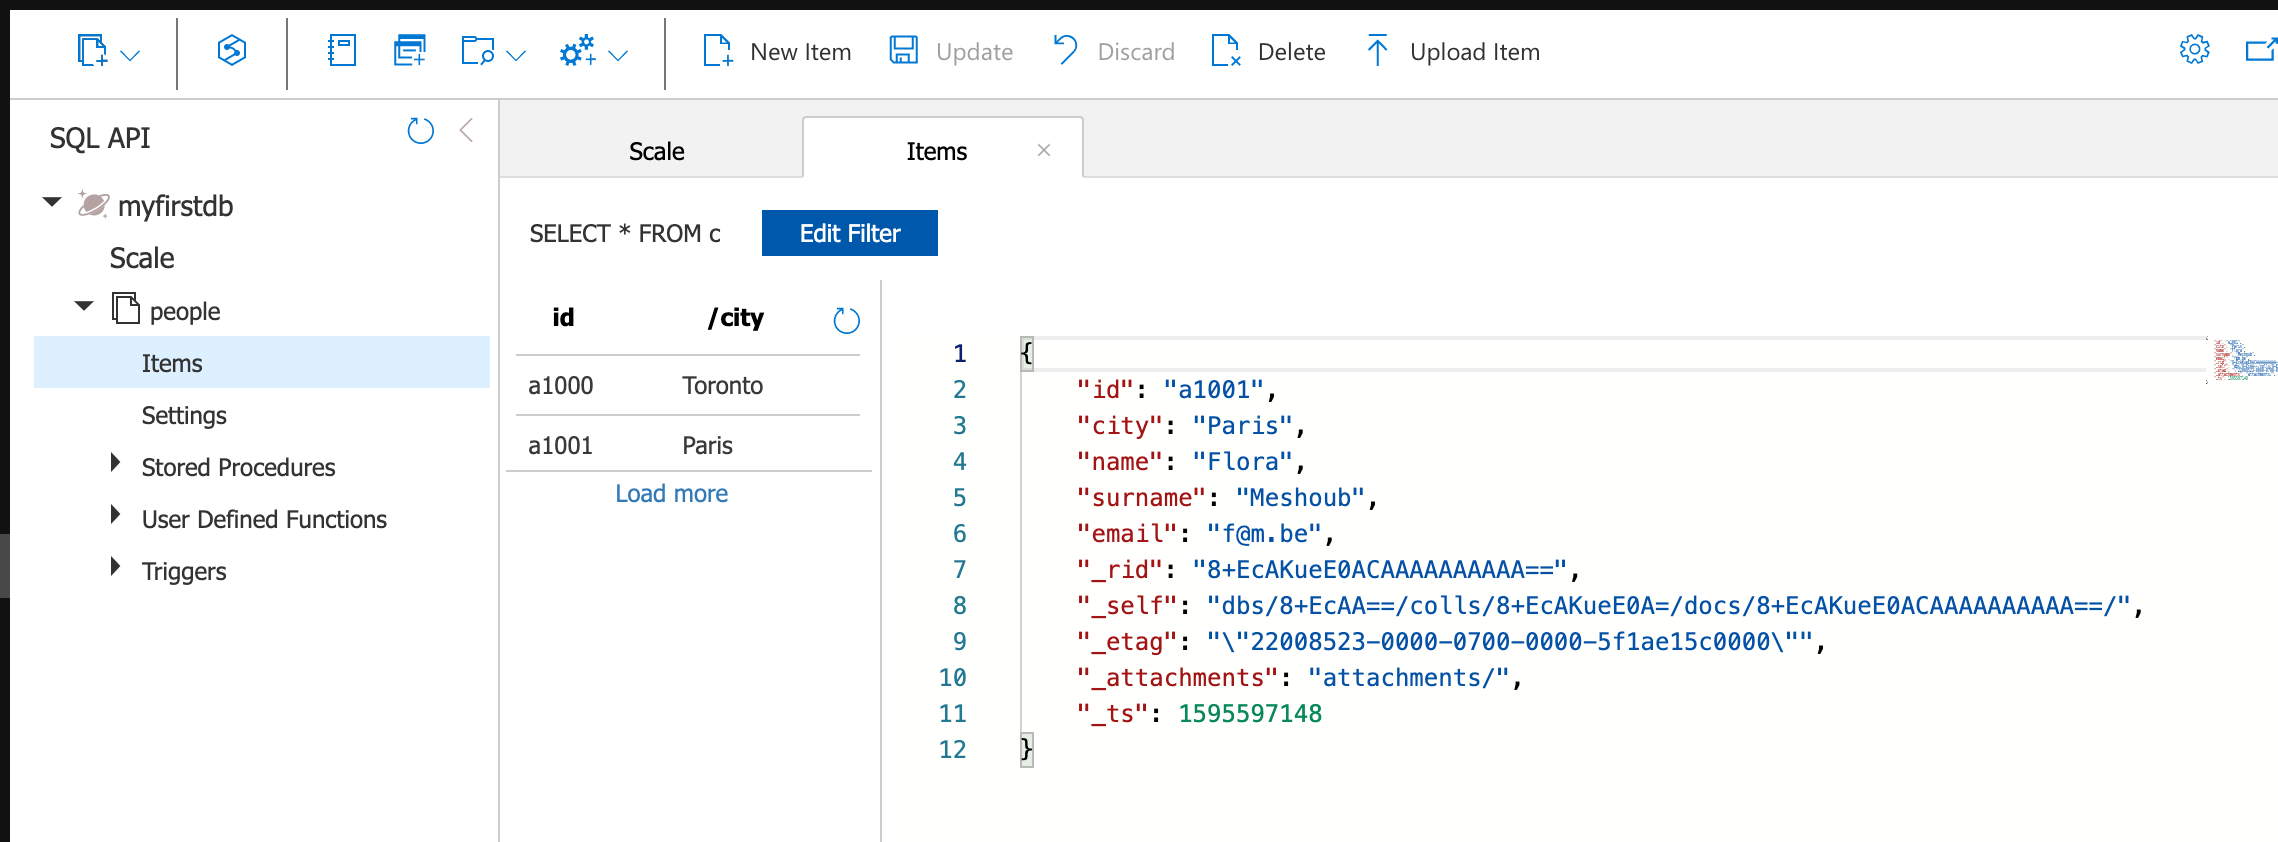 New Item Update Discard Delete Upload Item
SQL API
myfirstdb
Scale
people
Items
Settings
Stored Procedures
User Defined Functions
Triggers
Scale Items
SELECT * FROM c Edit Filter
id /city
a1000 Toronto
a1001 Paris
Load more
1 {
2 "id": "a1001",
3 "city": "Paris",
4 "name": "Flora",
5 "surname": "Meshoub",
6 "email": "f@m.be",
7 "_rid": "8+EcAKueE0ACAAAAAAAAAA==",
8 "_self": "dbs/8+EcAA==/colls/8+EcAKueE0A=/docs/8+EcAKueE0ACAAAAAAAAAA==/",
9 "_etag": "\"22008523-0000-0700-0000-5f1ae15c0000\"",
10 "_attachments": "attachments/",
11 "_ts": 1595597148
12 }